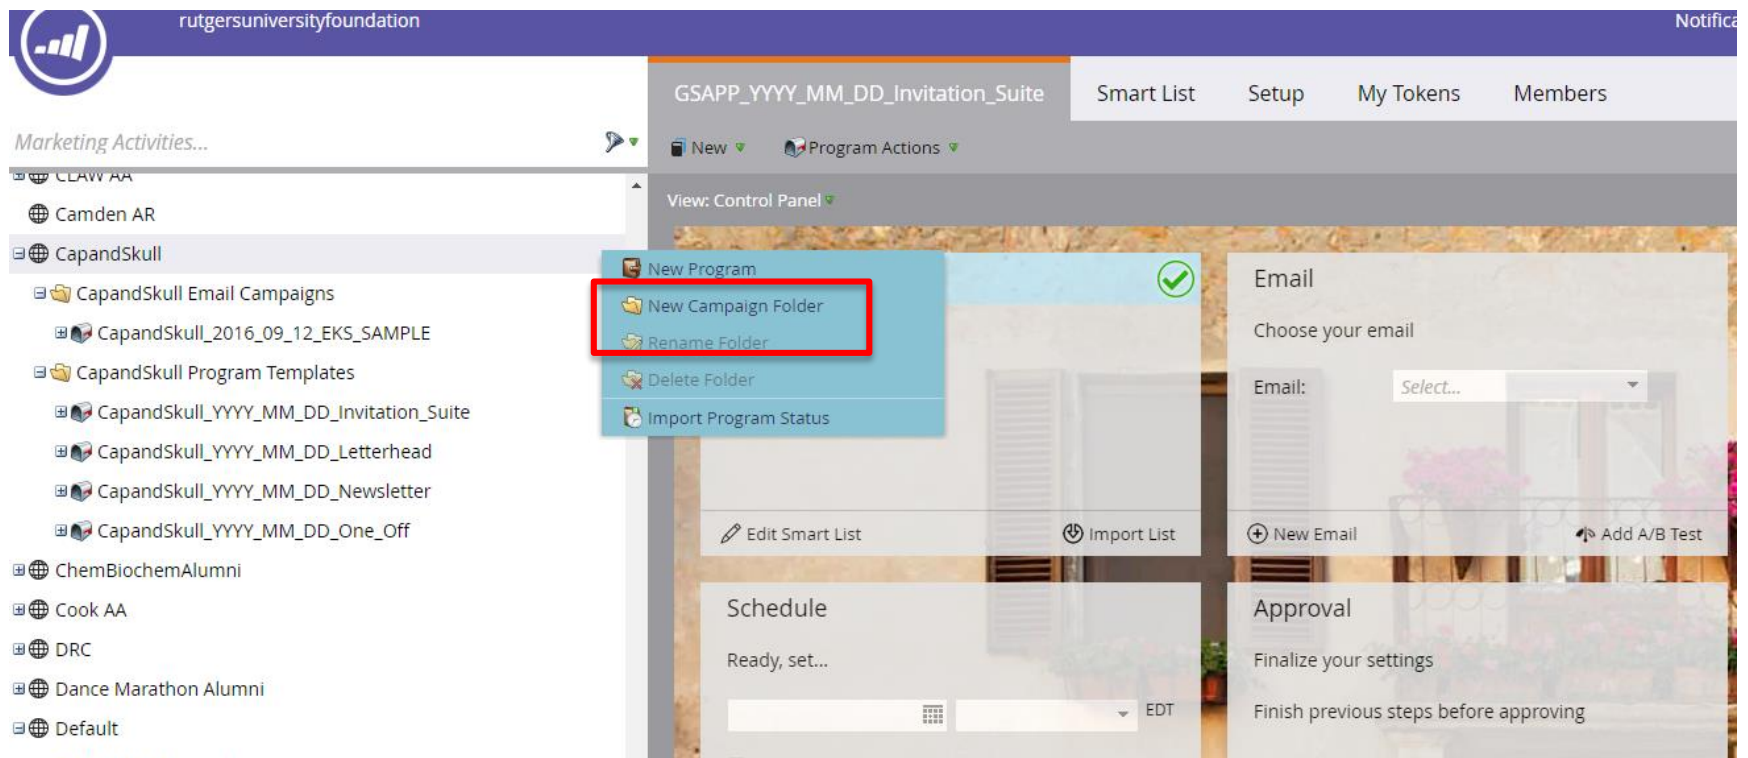 rutgersuniversityfoundation
Notifica
GSAPP_YYYY_MM_DD_Invitation_Suite
Smart List
Setup
My Tokens
Members
Marketing Activities...
New
Program Actions
View: Control Panel
CLAW AA
Camden AR
CapandSkull
CapandSkull Email Campaigns
CapandSkull_2016_09_12_EKS_SAMPLE
CapandSkull Program Templates
CapandSkull_YYYY_MM_DD_Invitation_Suite
CapandSkull_YYYY_MM_DD_Letterhead
CapandSkull_YYYY_MM_DD_Newsletter
CapandSkull_YYYY_MM_DD_One_Off
ChemBiochemAlumni
Cook AA
DRC
Dance Marathon Alumni
Default
New Program
New Campaign Folder
Rename Folder
Delete Folder
Import Program Status
Edit Smart List
Import List
Email
Choose your email
Email:
Select...
New Email
Add A/B Test
Schedule
Ready, set...
EDT
Approval
Finalize your settings
Finish previous steps before approving